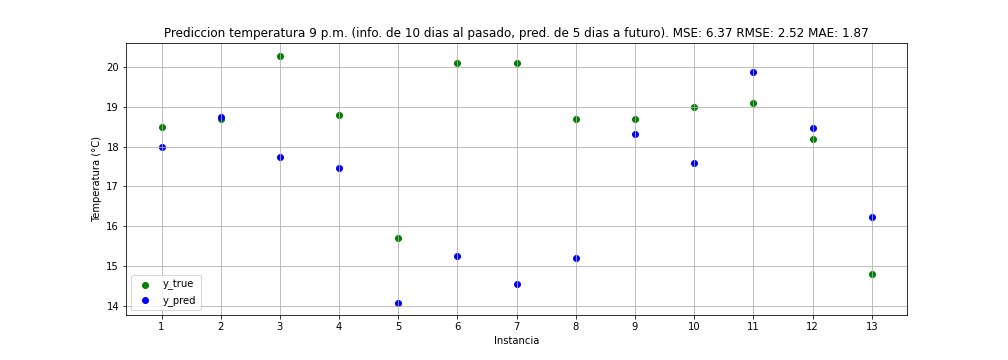 Prediccion temperatura 9 p.m. (info. de 10 dias al pasado, pred. de 5 dias a futuro). MSE: 6.37 RMSE: 2.52 MAE: 1.87
Temperatura (°C)
20
19
18
17
16
15
14
y_true
y_pred
1 2 3 4 5 6 7 8 9 10 11 12 13
Instancia